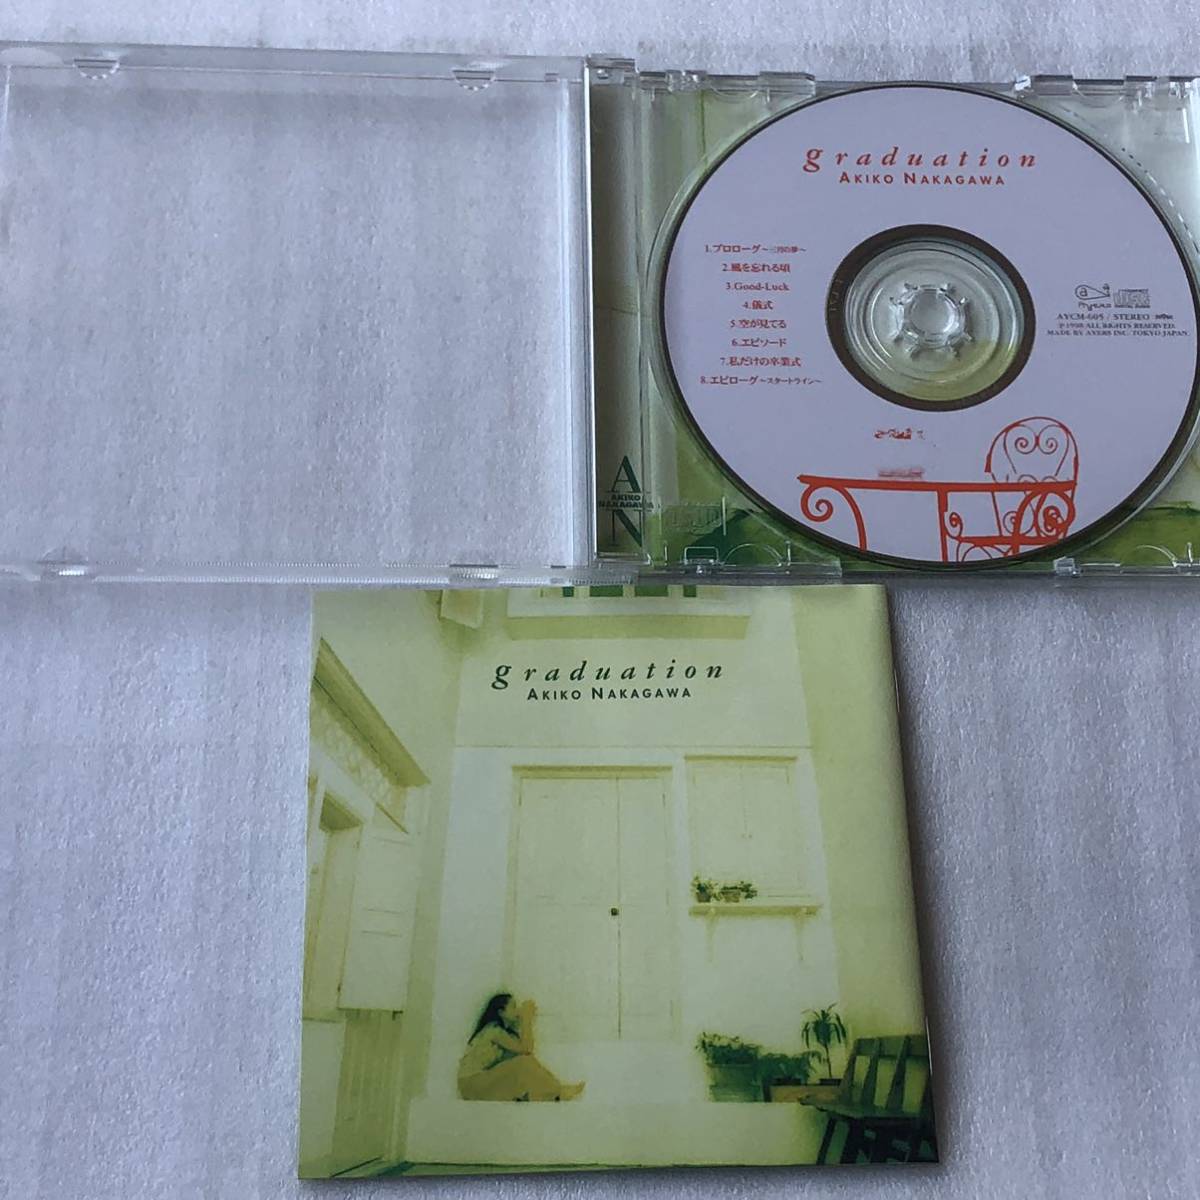 graduation
AKIKO NAKAGAWA
1.プロローグ～三月の夢～
2.風を忘れる頃
3.Good-Luck
4.儀式
5.空が見てる
6.エピソード
7.私だけの卒業式
8.エピローグ～スタートライン～
AYCM-605 / STEREO
℗1998 ALL RIGHTS RESERVED.
MADE BY AYERS INC. TOKYO JAPAN
A
AKIKO
NAKAGAWA
N
graduation
AKIKO NAKAGAWA